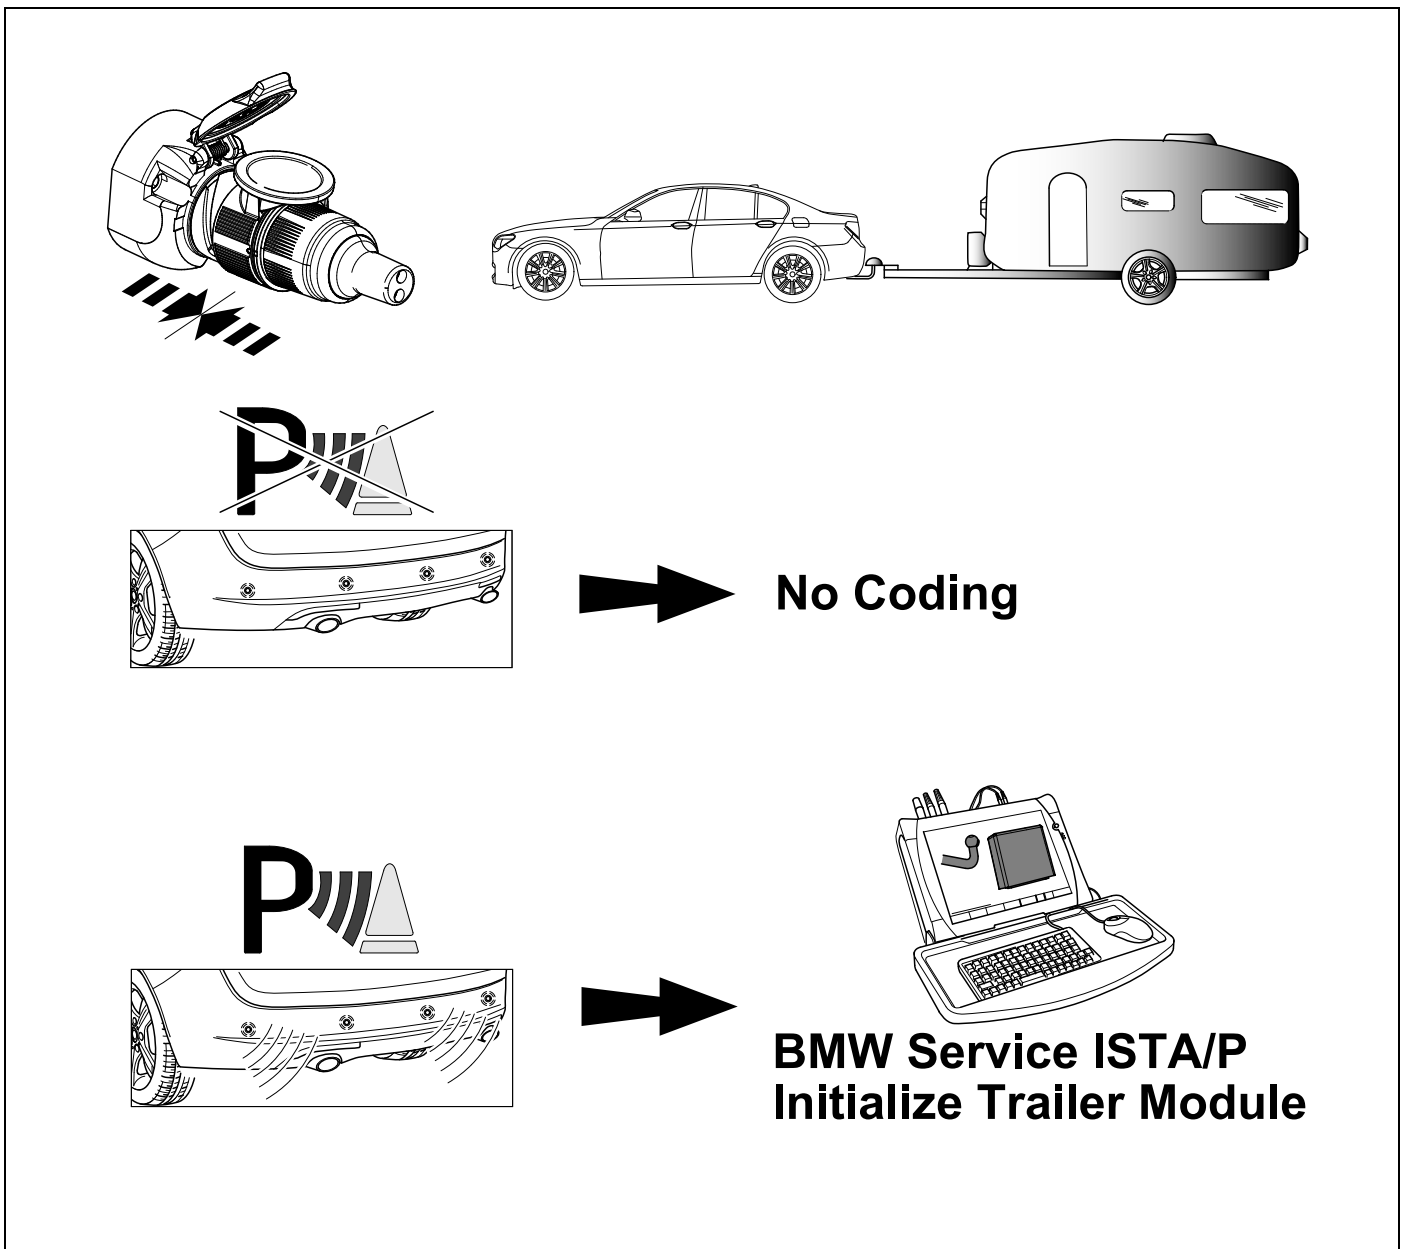 P
No Coding
P
BMW Service ISTA/P
Initialize Trailer Module